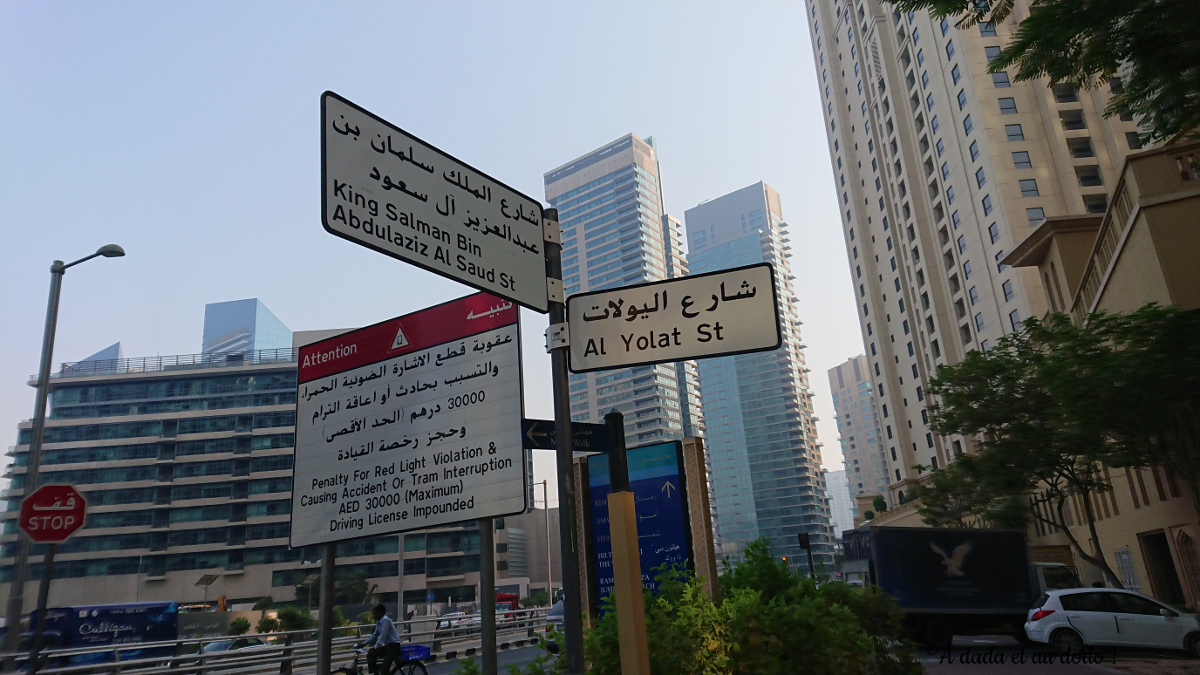 شارع الملك سلمان بن
عبدالعزيز آل سعود
King Salman Bin
Abdulaziz Al Saud St
شارع اليولات
Al Yolat St
تنبيه
Attention
عقوبة قطع الاشارة الضوئية الحمراء
والتسبب بحادث أو اعاقة الترام
30000 درهم (الحد الأقصى)
وحجز رخصة القيادة
Penalty For Red Light Violation &
Causing Accident Or Tram Interruption
AED 30000 (Maximum)
Driving License Impounded
قف
STOP
Culligan
°A dada et au dodo !